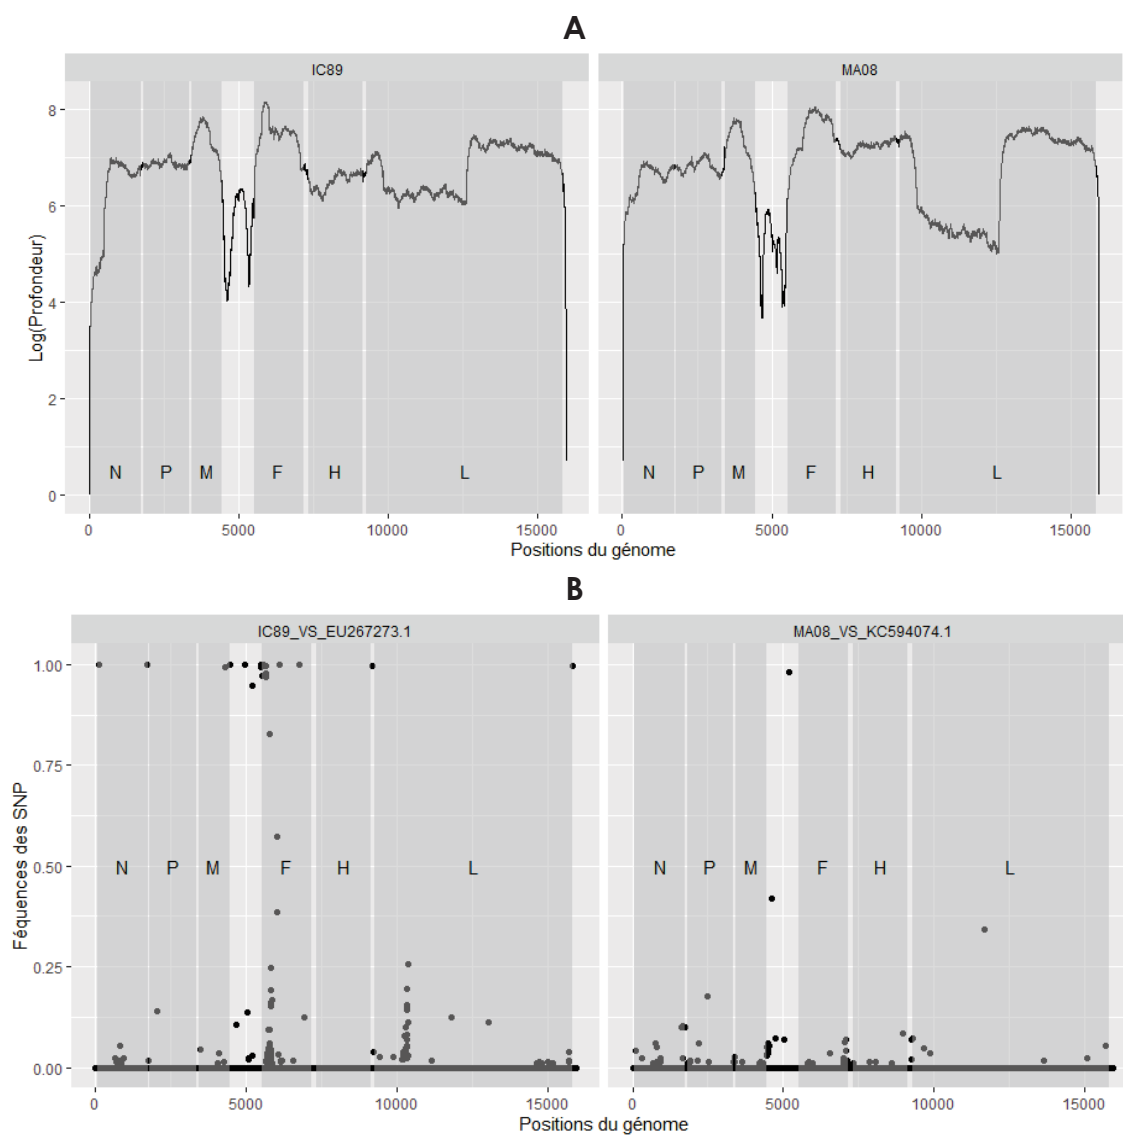 A
IC89 MA08
Log(Profondeur)
8
6
4
2
0
N P M F H L N P M F H L
0 5000 10000 15000 0 5000 10000 15000
Positions du génome
B
IC89_VS_EU267273.1 MA08_VS_KC594074.1
Féquences des SNP
1.00
0.75
0.50
0.25
0.00
N P M F H L N P M F H L
0 5000 10000 15000 0 5000 10000 15000
Positions du génome